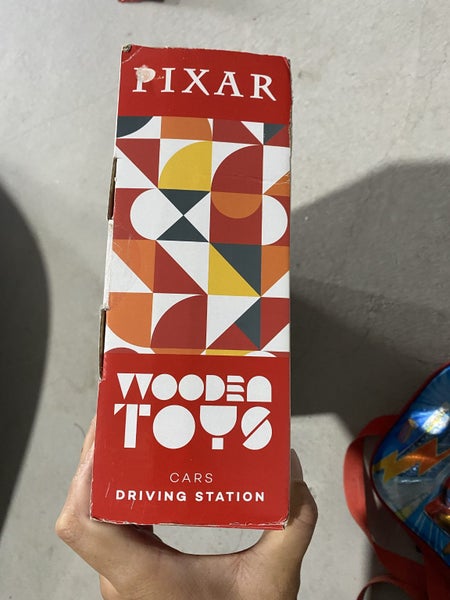 PIXAR
WOODEN
TOYS
CARS
DRIVING STATION